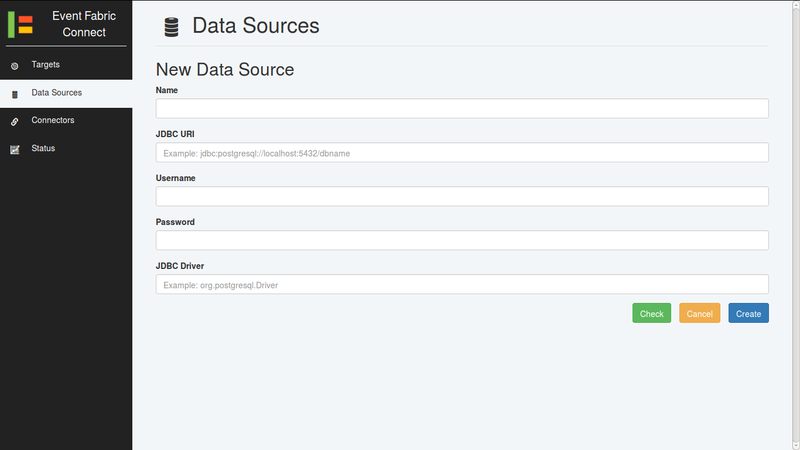 Event Fabric
Connect
Targets
Data Sources
Connectors
Status
Data Sources
New Data Source
Name
JDBC URI
Example: jdbc:postgresql://localhost:5432/dbname
Username
Password
JDBC Driver
Example: org.postgresql.Driver
Check Cancel Create